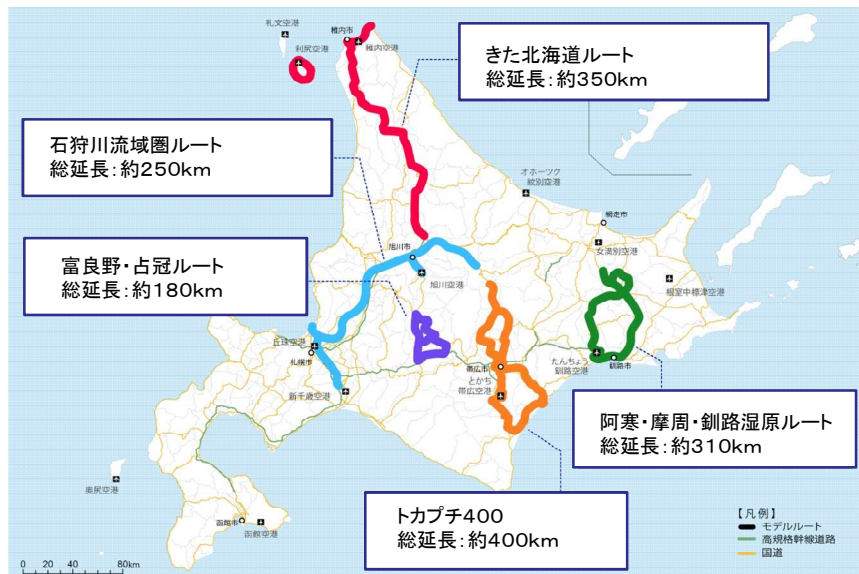 礼文空港
利尻空港
稚内市
稚内空港
きた北海道ルート
総延長：約350km
石狩川流域圏ルート
総延長：約250km
オホーツク
紋別空港
網走市
女満別空港
旭川市
旭川空港
富良野・占冠ルート
総延長：約180km
根室中標津空港
丘珠空港
札幌市
新千歳空港
帯広市
とかち
帯広空港
たんちょう
釧路空港
釧路市
阿寒・摩周・釧路湿原ルート
総延長：約310km
奥尻空港
函館市
函館空港
トカプチ400
総延長：約400km
【凡例】
モデルルート
高規格幹線道路
国道
0 20 40 60 80km